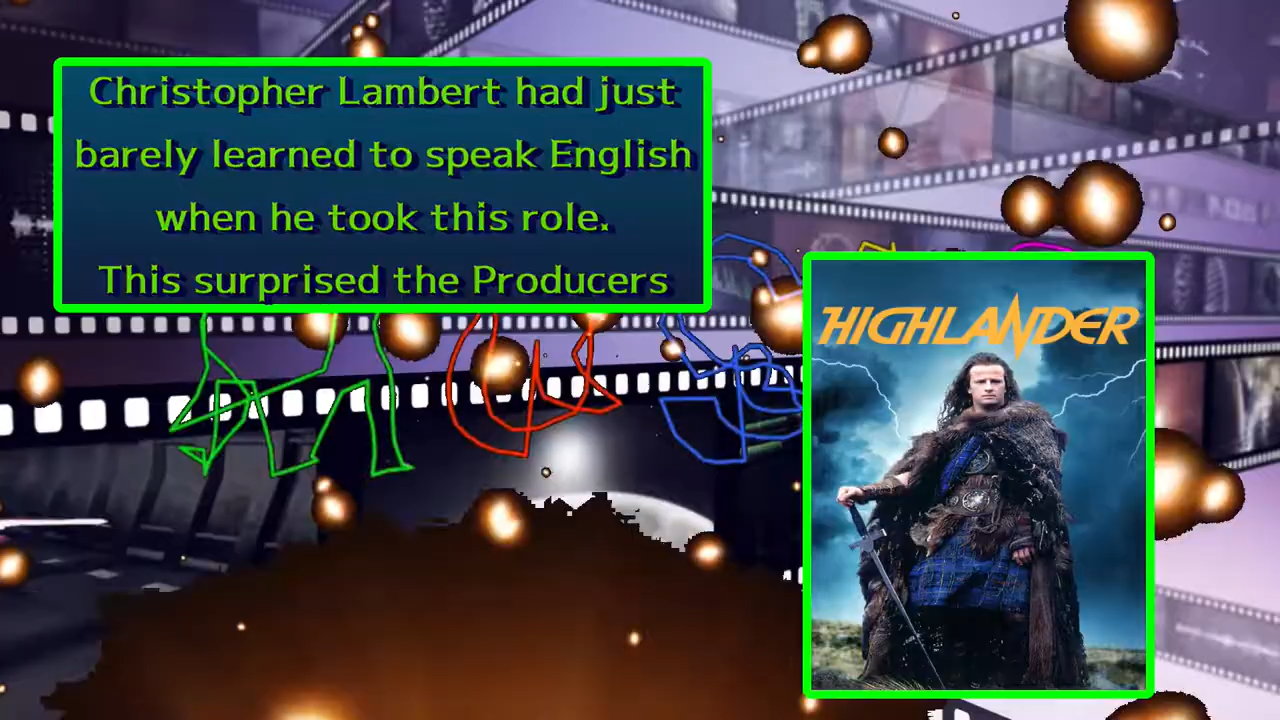 Christopher Lambert had just
barely learned to speak English
when he took this role.
This surprised the Producers
HIGHLANDER